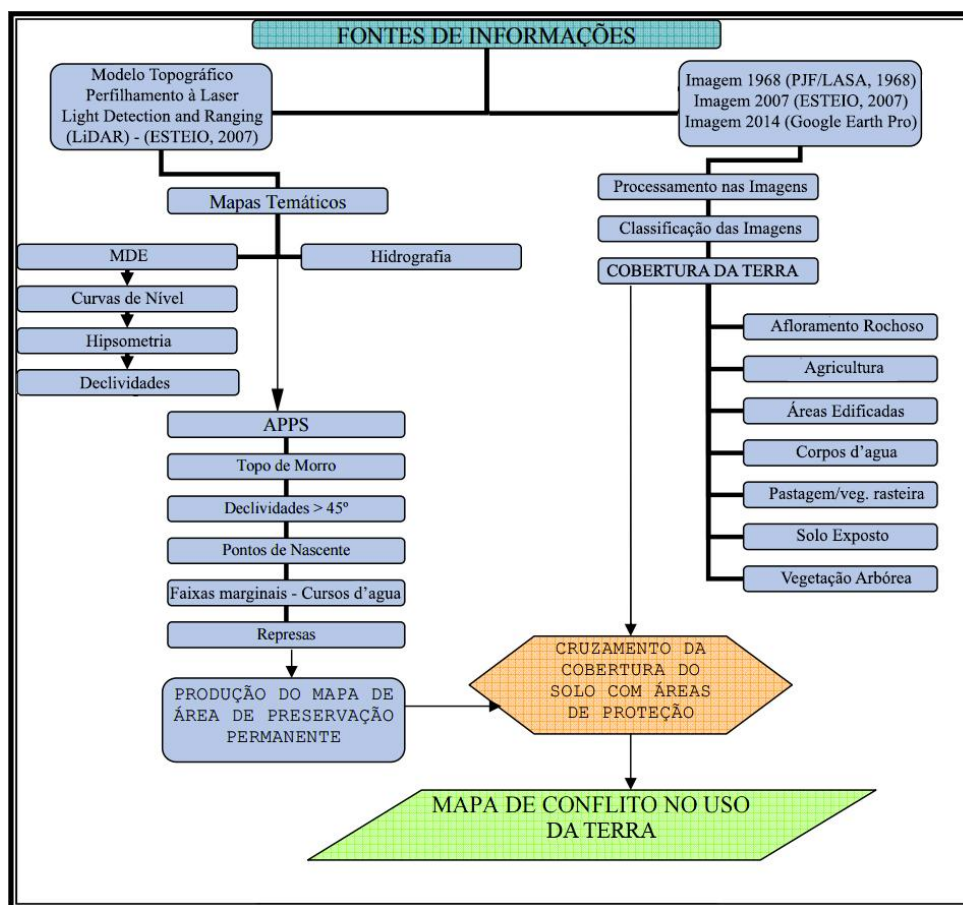 FONTES DE INFORMAÇÕES
Modelo Topográfico
Perfilhamento à Laser
Light Detection and Ranging
(LiDAR) - (ESTEIO, 2007)
Imagem 1968 (PJF/LASA, 1968)
Imagem 2007 (ESTEIO, 2007)
Imagem 2014 (Google Earth Pro)
Mapas Temáticos
MDE
Hidrografia
Curvas de Nível
Hipsometria
Declividades
APPS
Topo de Morro
Declividades > 45º
Pontos de Nascente
Faixas marginais - Cursos d’agua
Represas
PRODUÇÃO DO MAPA DE
ÁREA DE PRESERVAÇÃO
PERMANENTE
Processamento nas Imagens
Classificação das Imagens
COBERTURA DA TERRA
Afloramento Rochoso
Agricultura
Áreas Edificadas
Corpos d’agua
Pastagem/veg. rasteira
Solo Exposto
Vegetação Arbórea
CRUZAMENTO DA
COBERTURA DO
SOLO COM ÁREAS
DE PROTEÇÃO
MAPA DE CONFLITO NO USO
DA TERRA